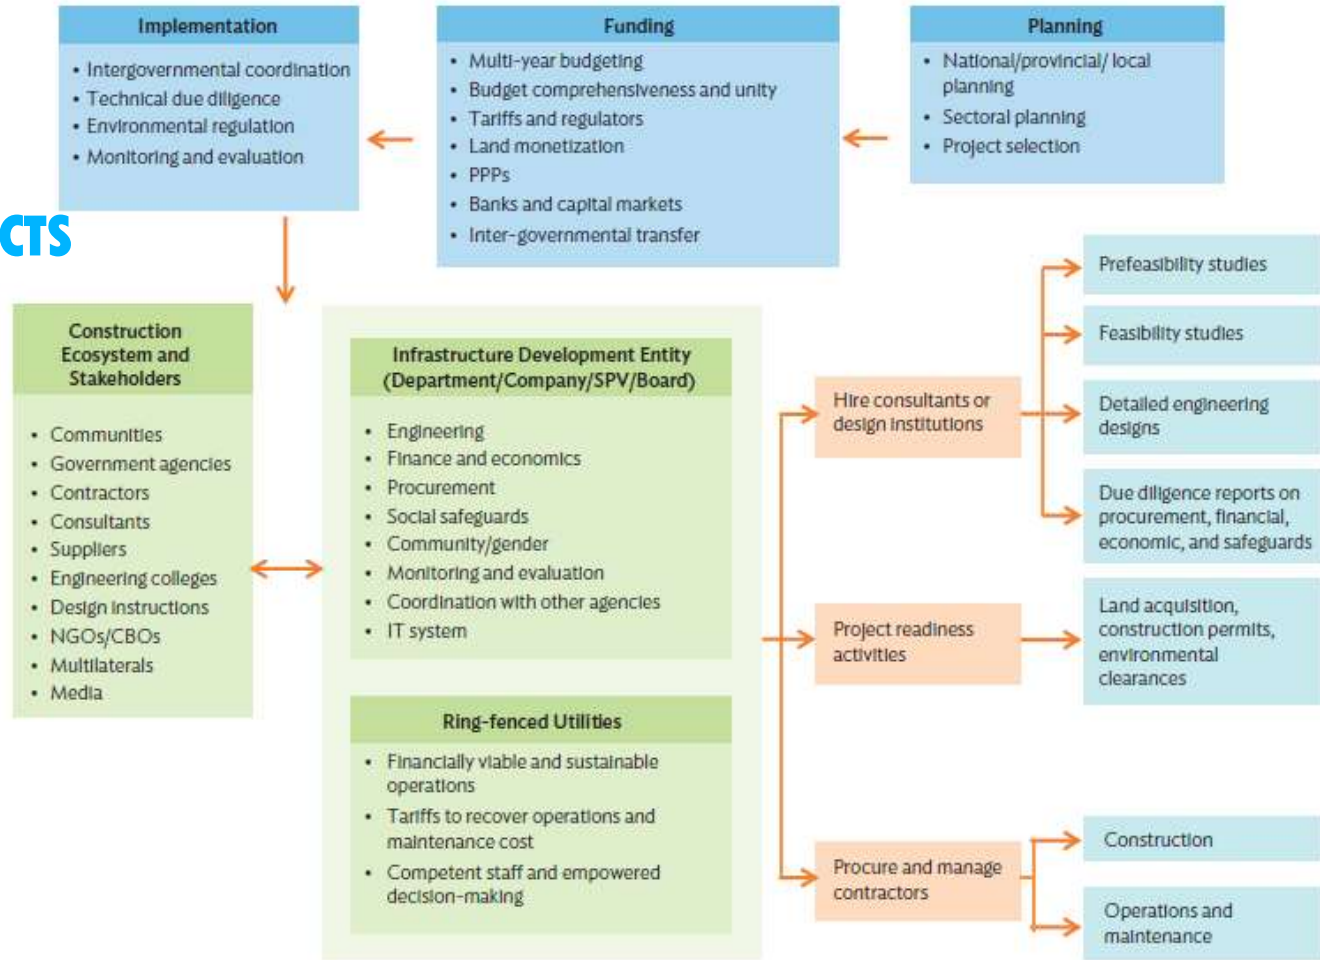 Implementation
• Intergovernmental coordination
• Technical due diligence
• Environmental regulation
• Monitoring and evaluation
Funding
• Multi-year budgeting
• Budget comprehensiveness and unity
• Tariffs and regulators
• Land monetization
• PPPs
• Banks and capital markets
• Inter-governmental transfer
Planning
• National/provincial/ local
planning
• Sectoral planning
• Project selection
CTS
Construction
Ecosystem and
Stakeholders
• Communities
• Government agencies
• Contractors
• Consultants
• Suppliers
• Engineering colleges
• Design instructions
• NGOs/CBOs
• Multilaterals
• Media
Infrastructure Development Entity
(Department/Company/SPV/Board)
• Engineering
• Finance and economics
• Procurement
• Social safeguards
• Community/gender
• Monitoring and evaluation
• Coordination with other agencies
• IT system
Ring-fenced Utilities
• Financially viable and sustainable
operations
• Tariffs to recover operations and
maintenance cost
• Competent staff and empowered
decision-making
Hire consultants or
design institutions
Prefeasibility studies
Feasibility studies
Detailed engineering
designs
Due diligence reports on
procurement, financial,
economic, and safeguards
Project readiness
activities
Land acquisition,
construction permits,
environmental
clearances
Procure and manage
contractors
Construction
Operations and
maintenance